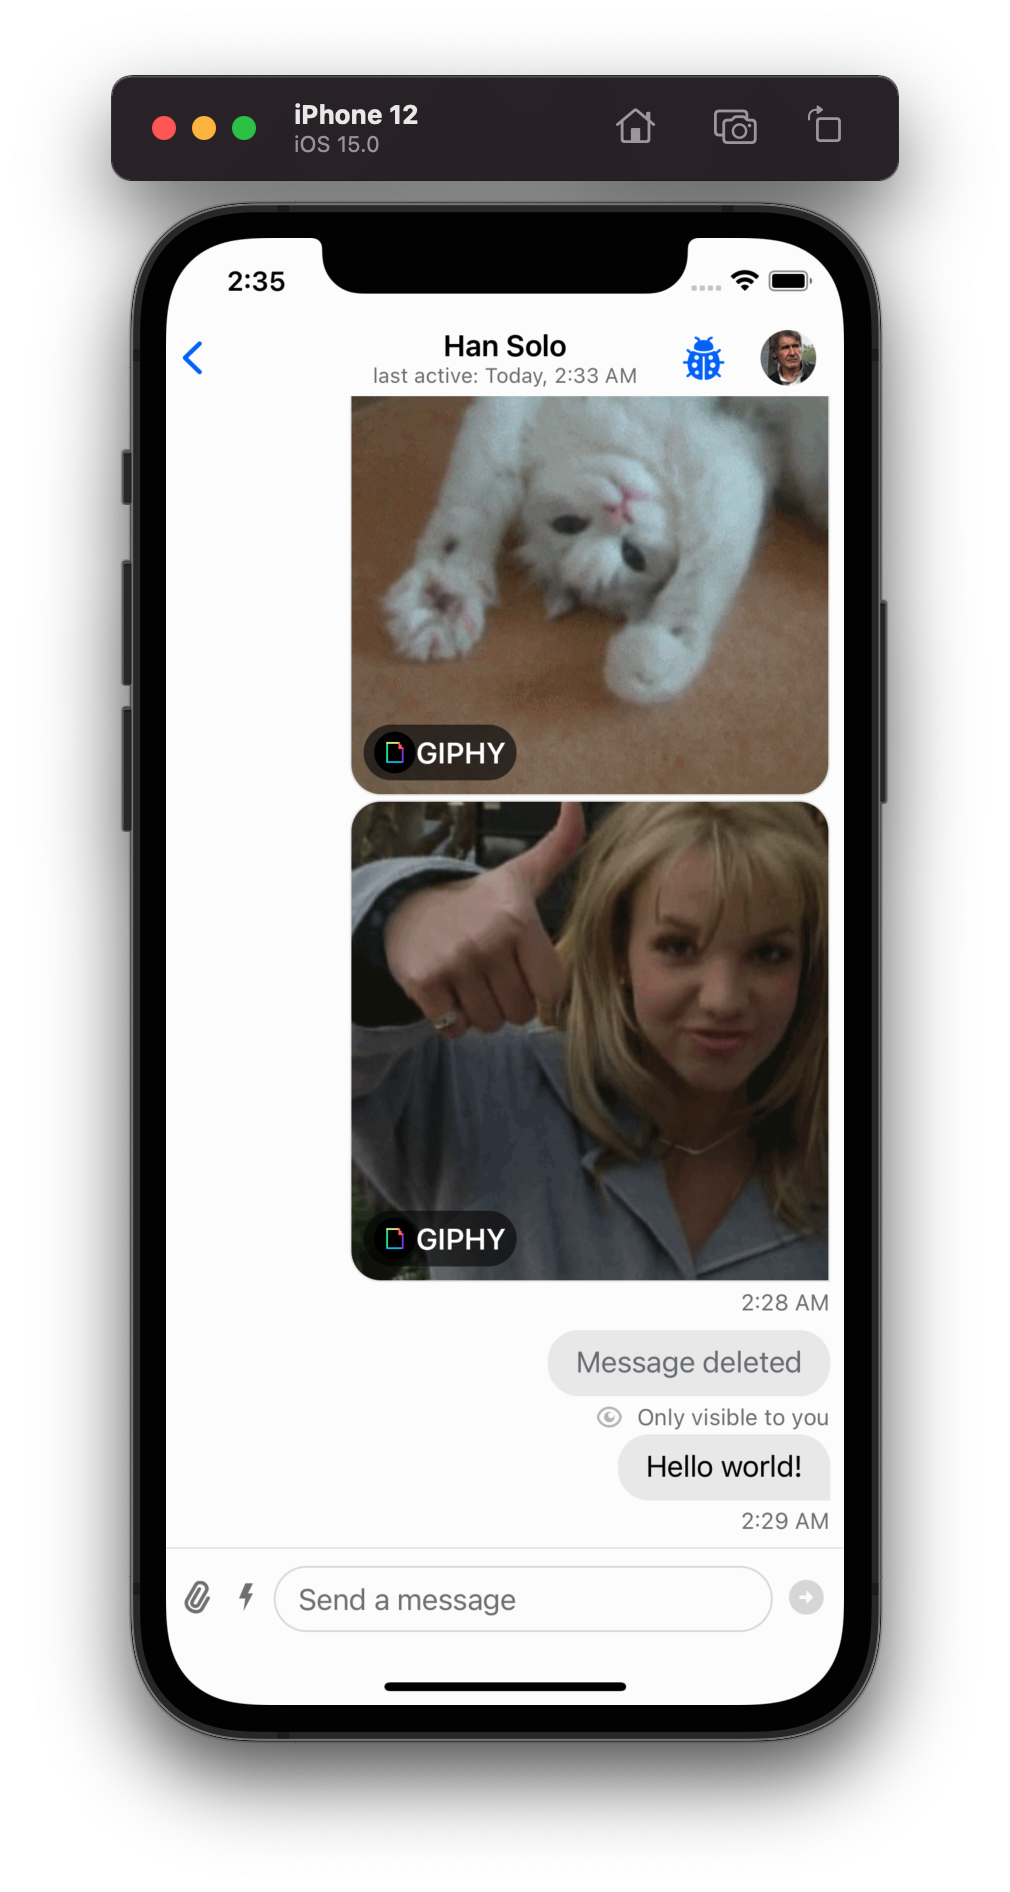 iPhone 12
iOS 15.0
2:35
Han Solo
last active: Today, 2:33 AM
GIPHY
GIPHY
2:28 AM
Message deleted
Only visible to you
Hello world!
2:29 AM
Send a message